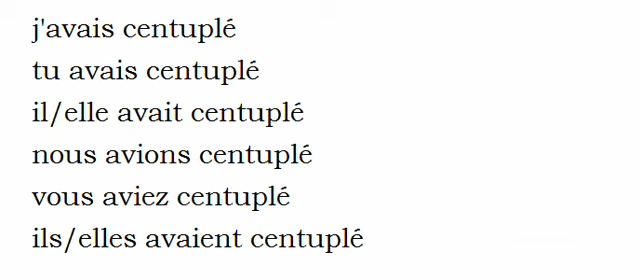 j'avais centuplé
tu avais centuplé
il/elle avait centuplé
nous avions centuplé
vous aviez centuplé
ils/elles avaient centuplé